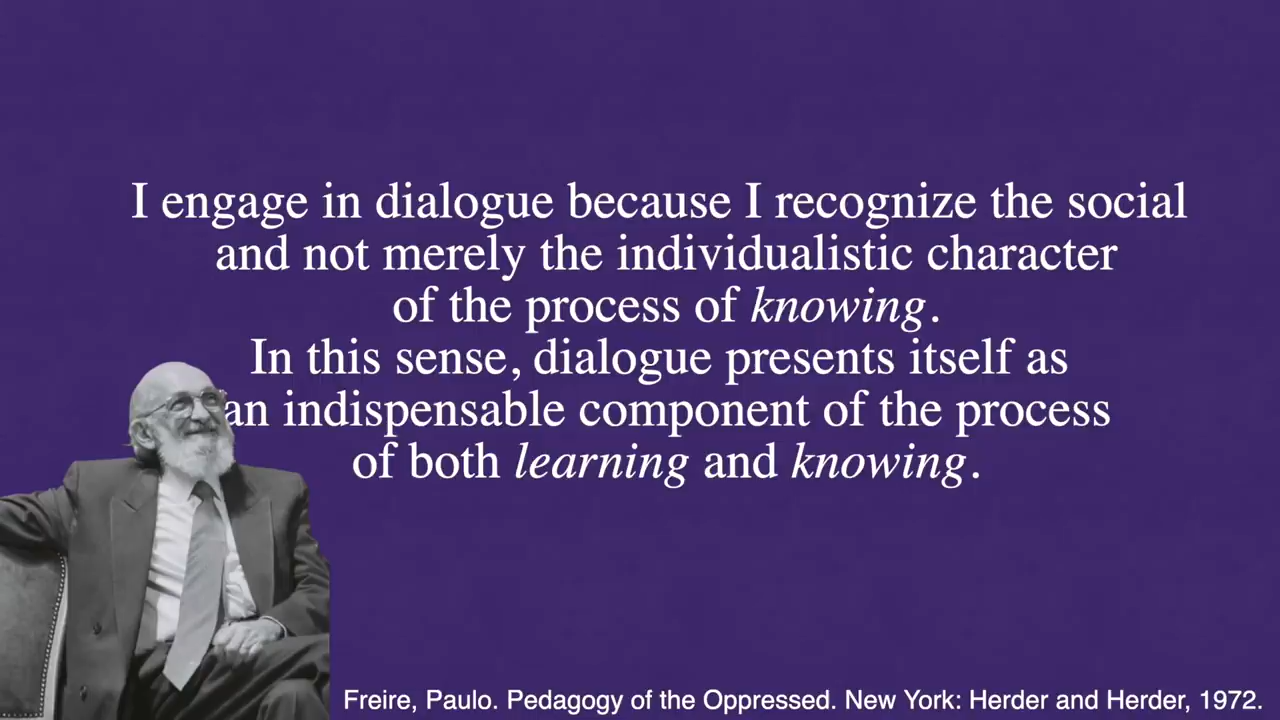 I engage in dialogue because I recognize the social
and not merely the individualistic character
of the process of knowing.
In this sense, dialogue presents itself as
an indispensable component of the process
of both learning and knowing.
Freire, Paulo. Pedagogy of the Oppressed. New York: Herder and Herder, 1972.